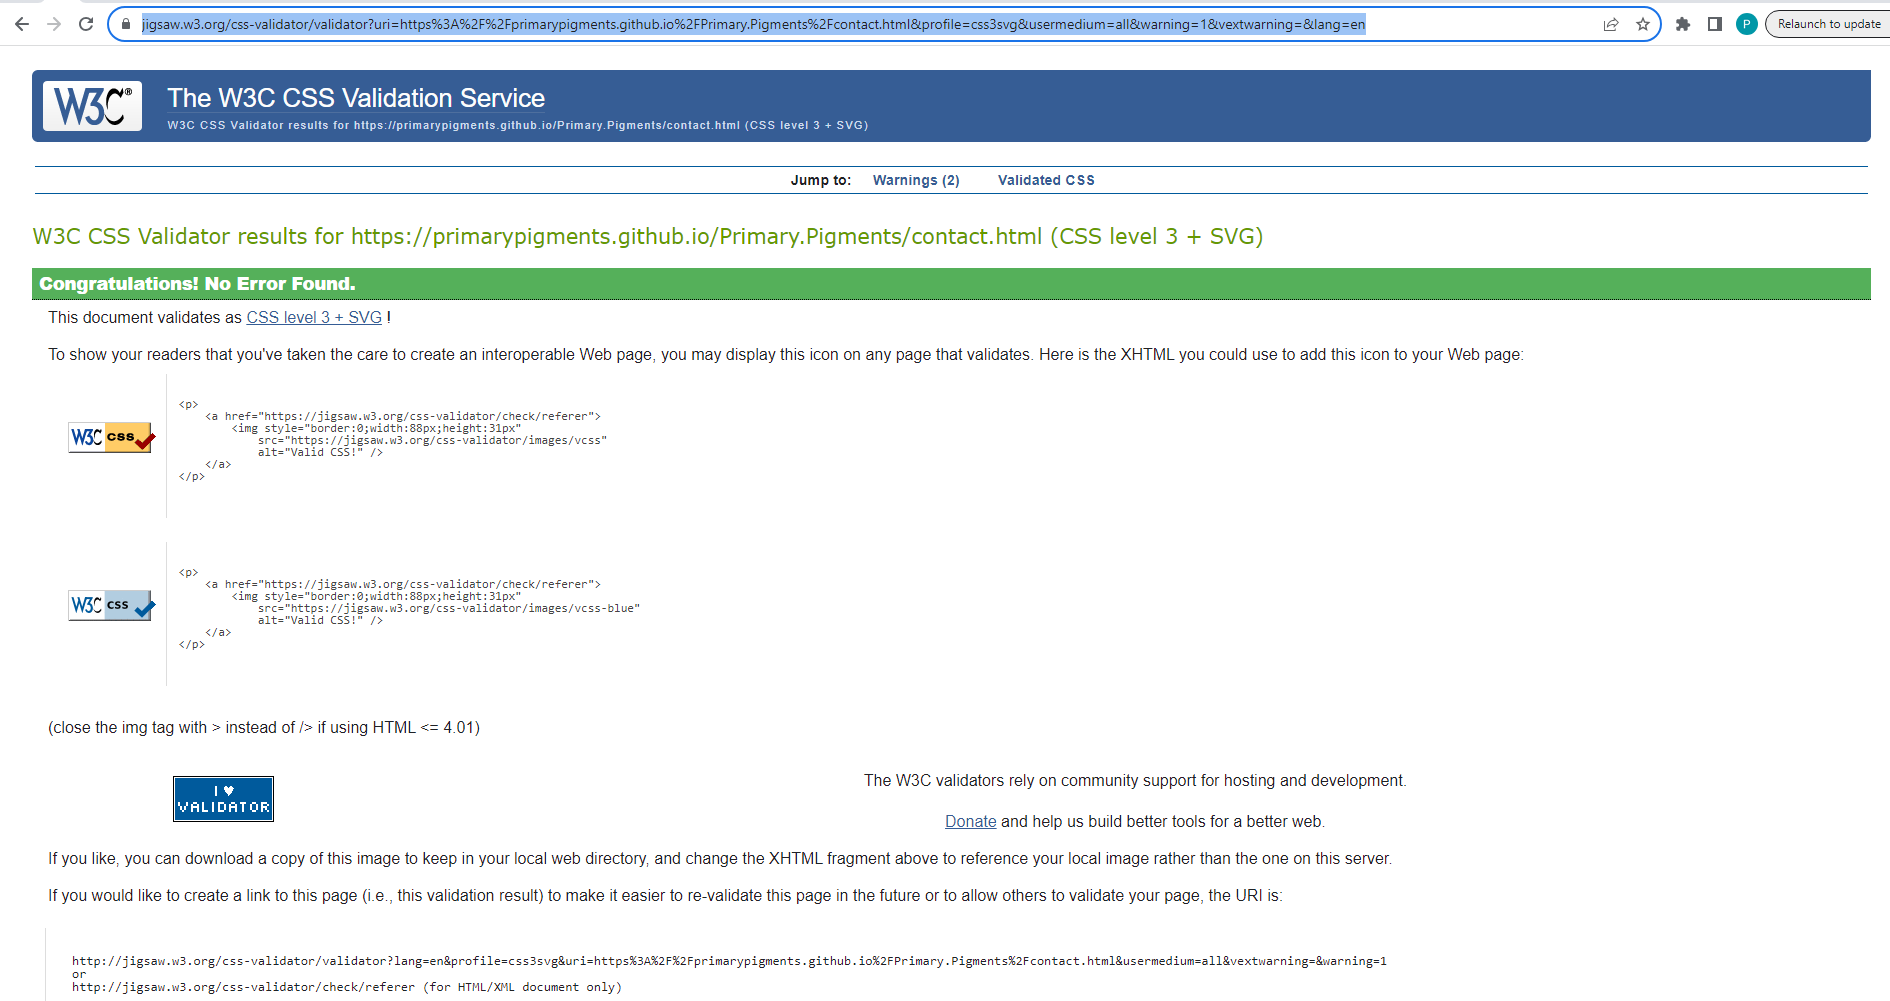 jigsaw.w3.org/css-validator/validator?uri=https%3A%2F%2Fprimarypigments.github.io%2FPrimary.Pigments%2Fcontact.html&profile=css3svg&usermedium=all&warning=1&vextwarning=&lang=en
P
Relaunch to update
W3C®
The W3C CSS Validation Service
W3C CSS Validator results for https://primarypigments.github.io/Primary.Pigments/contact.html (CSS level 3 + SVG)
Jump to: Warnings (2) Validated CSS
W3C CSS Validator results for https://primarypigments.github.io/Primary.Pigments/contact.html (CSS level 3 + SVG)
Congratulations! No Error Found.
This document validates as CSS level 3 + SVG !
To show your readers that you've taken the care to create an interoperable Web page, you may display this icon on any page that validates. Here is the XHTML you could use to add this icon to your Web page:
W3C CSS
<p>
<a href="https://jigsaw.w3.org/css-validator/check/referer">
<img style="border:0;width:88px;height:31px"
src="https://jigsaw.w3.org/css-validator/images/vcss"
alt="Valid CSS!" />
</a>
</p>
W3C CSS
<p>
<a href="https://jigsaw.w3.org/css-validator/check/referer">
<img style="border:0;width:88px;height:31px"
src="https://jigsaw.w3.org/css-validator/images/vcss-blue"
alt="Valid CSS!" />
</a>
</p>
(close the img tag with > instead of /> if using HTML <= 4.01)
I ♥
VALIDATOR
The W3C validators rely on community support for hosting and development.
Donate and help us build better tools for a better web.
If you like, you can download a copy of this image to keep in your local web directory, and change the XHTML fragment above to reference your local image rather than the one on this server.
If you would like to create a link to this page (i.e., this validation result) to make it easier to re-validate this page in the future or to allow others to validate your page, the URI is:
http://jigsaw.w3.org/css-validator/validator?lang=en&profile=css3svg&uri=https%3A%2F%2Fprimarypigments.github.io%2FPrimary.Pigments%2Fcontact.html&usermedium=all&vextwarning=&warning=1
or
http://jigsaw.w3.org/css-validator/check/referer (for HTML/XML document only)